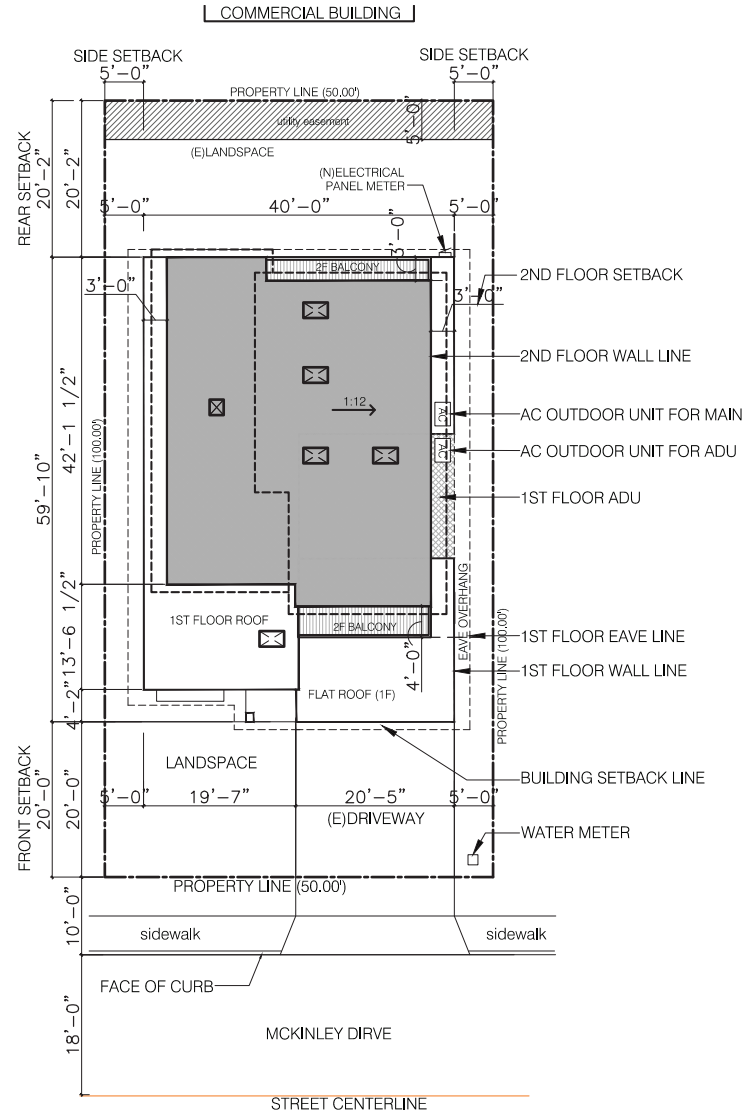 COMMERCIAL BUILDING
SIDE SETBACK
5'-0"
SIDE SETBACK
5'-0"
PROPERTY LINE (50.00')
utility easement
5'-0"
(E)LANDSPACE
REAR SETBACK
20'-2"
20'-2"
(N)ELECTRICAL
PANEL METER
5'-0"
40'-0"
5'-0"
3'-0"
2F BALCONY
2ND FLOOR SETBACK
3'-0"
3'-0"
2ND FLOOR WALL LINE
1:12
AC
AC OUTDOOR UNIT FOR MAIN
AC
AC OUTDOOR UNIT FOR ADU
1ST FLOOR ADU
PROPERTY LINE (100.00')
59'-10"
42'-1 1/2"
13'-6 1/2"
4'-2"
1ST FLOOR ROOF
2F BALCONY
4'-0"
EAVE OVERHANG
PROPERTY LINE (100.00')
1ST FLOOR EAVE LINE
1ST FLOOR WALL LINE
FLAT ROOF (1F)
BUILDING SETBACK LINE
LANDSPACE
FRONT SETBACK
20'-0"
20'-0"
5'-0"
19'-7"
20'-5"
5'-0"
(E)DRIVEWAY
WATER METER
PROPERTY LINE (50.00')
10'-0"
sidewalk
sidewalk
FACE OF CURB
18'-0"
MCKINLEY DIRVE
STREET CENTERLINE